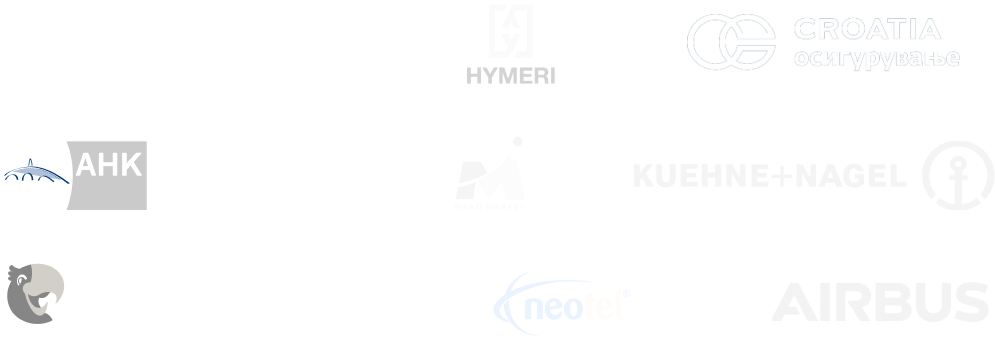 HYMERI
CROATIA
осигурување
AHK
KUEHNE+NAGEL
neotel
AIRBUS